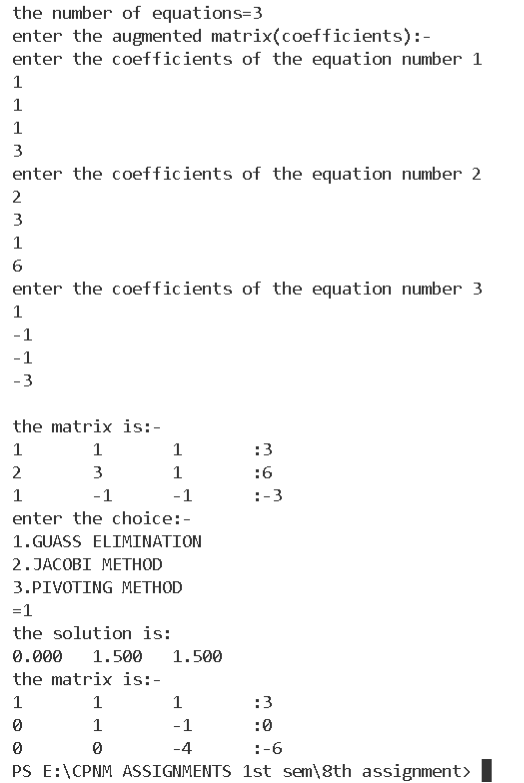 the number of equations=3
enter the augmented matrix(coefficients):-
enter the coefficients of the equation number 1
1
1
1
3
enter the coefficients of the equation number 2
2
3
1
6
enter the coefficients of the equation number 3
1
-1
-1
-3
the matrix is:-
1 1 1 :3
2 3 1 :6
1 -1 -1 :-3
enter the choice:-
1.GUASS ELIMINATION
2.JACOBI METHOD
3.PIVOTING METHOD
=1
the solution is:
0.000 1.500 1.500
the matrix is:-
1 1 1 :3
0 1 -1 :0
0 0 -4 :-6
PS E:\CPNM ASSIGNMENTS 1st sem\8th assignment>